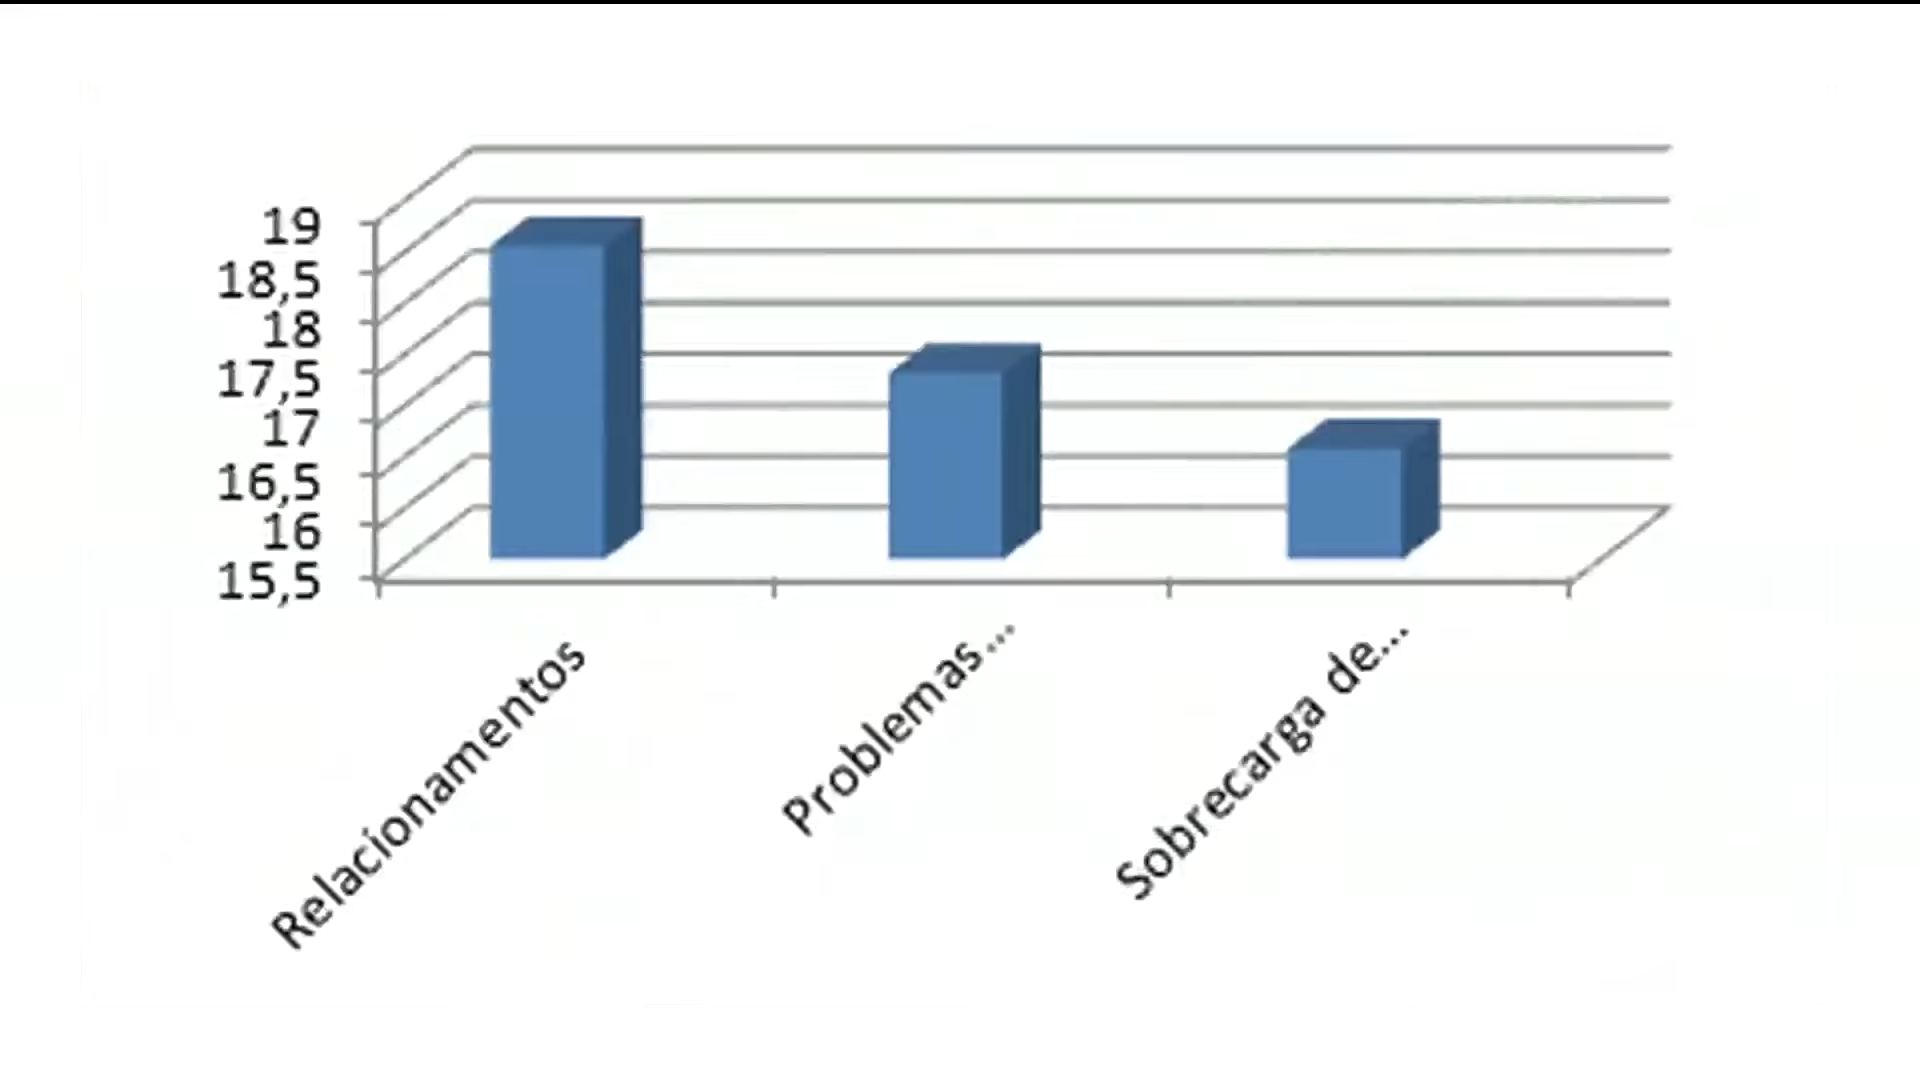 19
18,5
18
17,5
17
16,5
16
15,5
Relacionamentos
Problemas...
Sobrecarga de...